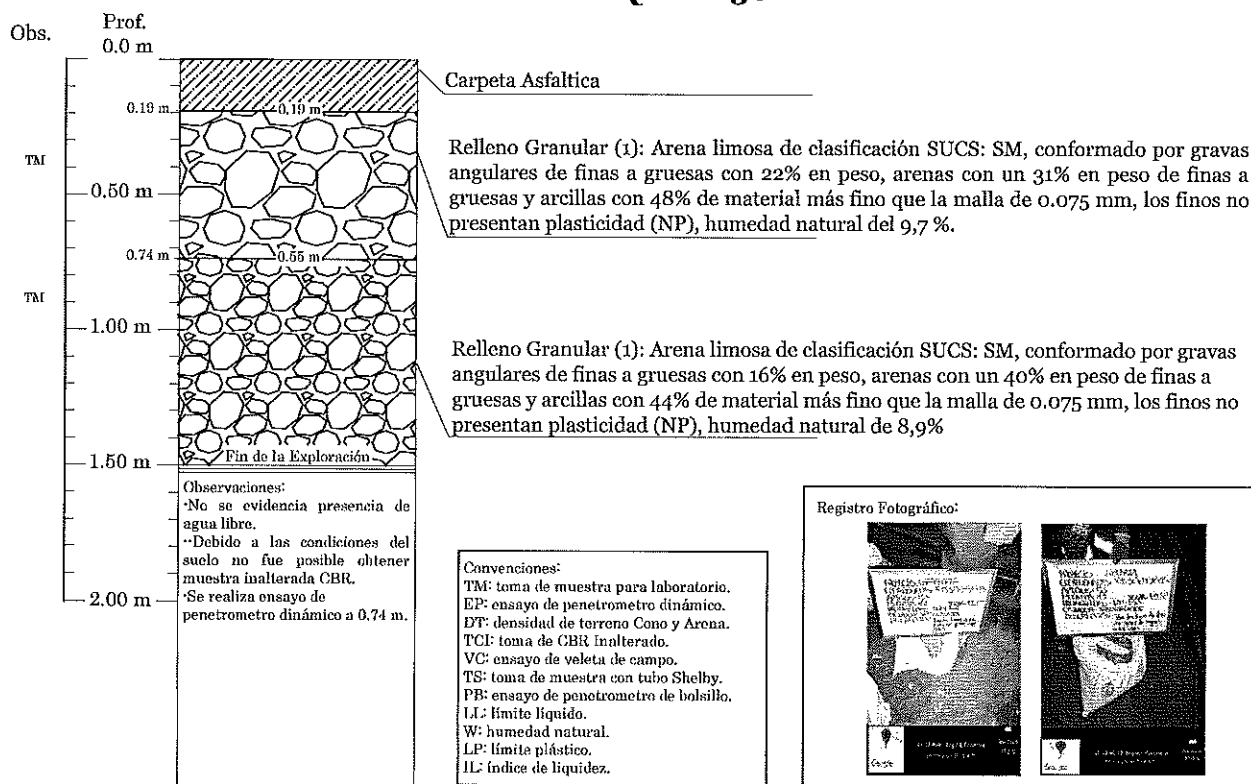 Obs.
Prof.
0.0 m
Carpeta Asfaltica
0.19 m
0.19 m
TM
Relleno Granular (1): Arena limosa de clasificación SUCS: SM, conformado por gravas
angulares de finas a gruesas con 22% en peso, arenas con un 31% en peso de finas a
gruesas y arcillas con 48% de material más fino que la malla de 0.075 mm, los finos no
presentan plasticidad (NP), humedad natural del 9,7 %.
0.50 m
0.74 m
0.55 m
TM
1.00 m
Relleno Granular (1): Arena limosa de clasificación SUCS: SM, conformado por gravas
angulares de finas a gruesas con 16% en peso, arenas con un 40% en peso de finas a
gruesas y arcillas con 44% de material más fino que la malla de 0.075 mm, los finos no
presentan plasticidad (NP), humedad natural de 8,9%
Fin de la Exploración
1.50 m
Observaciones:
·No se evidencia presencia de
agua libre.
··Debido a las condiciones del
suelo no fue posible obtener
muestra inalterada CBR.
·Se realiza ensayo de
penetrometro dinámico a 0.74 m.
2.00 m
Convenciones:
TM: toma de muestra para laboratorio.
EP: ensayo de penetrometro dinámico.
DT: densidad de terreno Cono y Arena.
TCI: toma de CBR Inalterado.
VC: ensayo de veleta de campo.
TS: toma de muestra con tubo Shelby.
PB: ensayo de penetrometro de bolsillo.
LL: límite líquido.
W: humedad natural.
LP: límite plástico.
IL: índice de liquidez.
Registro Fotográfico: